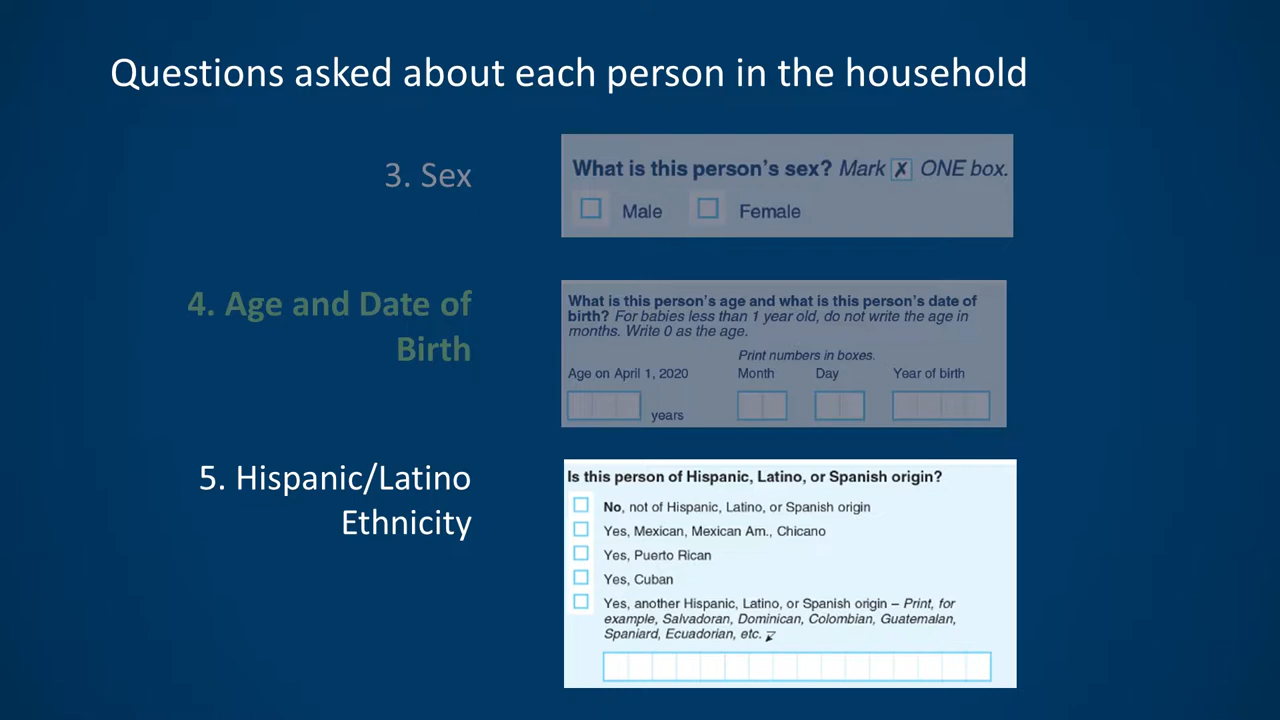 Questions asked about each person in the household
3. Sex
What is this person's sex? Mark X ONE box.
Male Female
4. Age and Date of
Birth
What is this person's age and what is this person's date of
birth? For babies less than 1 year old, do not write the age in
months. Write 0 as the age.
Print numbers in boxes.
Age on April 1, 2020 Month Day Year of birth
years
5. Hispanic/Latino
Ethnicity
Is this person of Hispanic, Latino, or Spanish origin?
No, not of Hispanic, Latino, or Spanish origin
Yes, Mexican, Mexican Am., Chicano
Yes, Puerto Rican
Yes, Cuban
Yes, another Hispanic, Latino, or Spanish origin – Print, for
example, Salvadoran, Dominican, Colombian, Guatemalan,
Spaniard, Ecuadorian, etc.